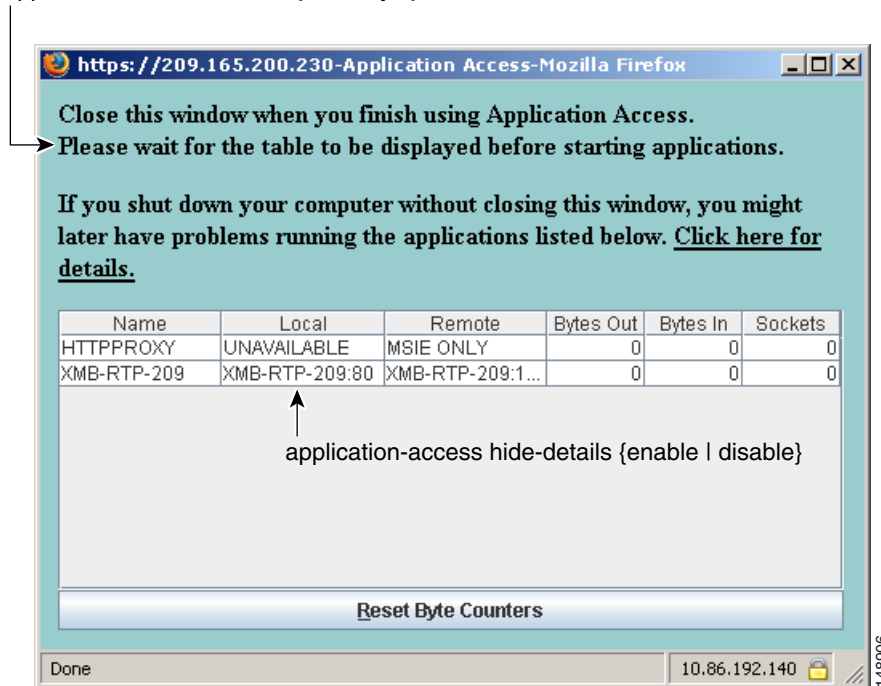 https://209.165.200.230-Application Access-Mozilla Firefox
Close this window when you finish using Application Access.
Please wait for the table to be displayed before starting applications.
If you shut down your computer without closing this window, you might
later have problems running the applications listed below. Click here for
details.
Name Local Remote Bytes Out Bytes In Sockets
HTTPPROXY UNAVAILABLE MSIE ONLY 0 0 0
XMB-RTP-209 XMB-RTP-209:80 XMB-RTP-209:1... 0 0 0
application-access hide-details {enable | disable}
Reset Byte Counters
Done 10.86.192.140